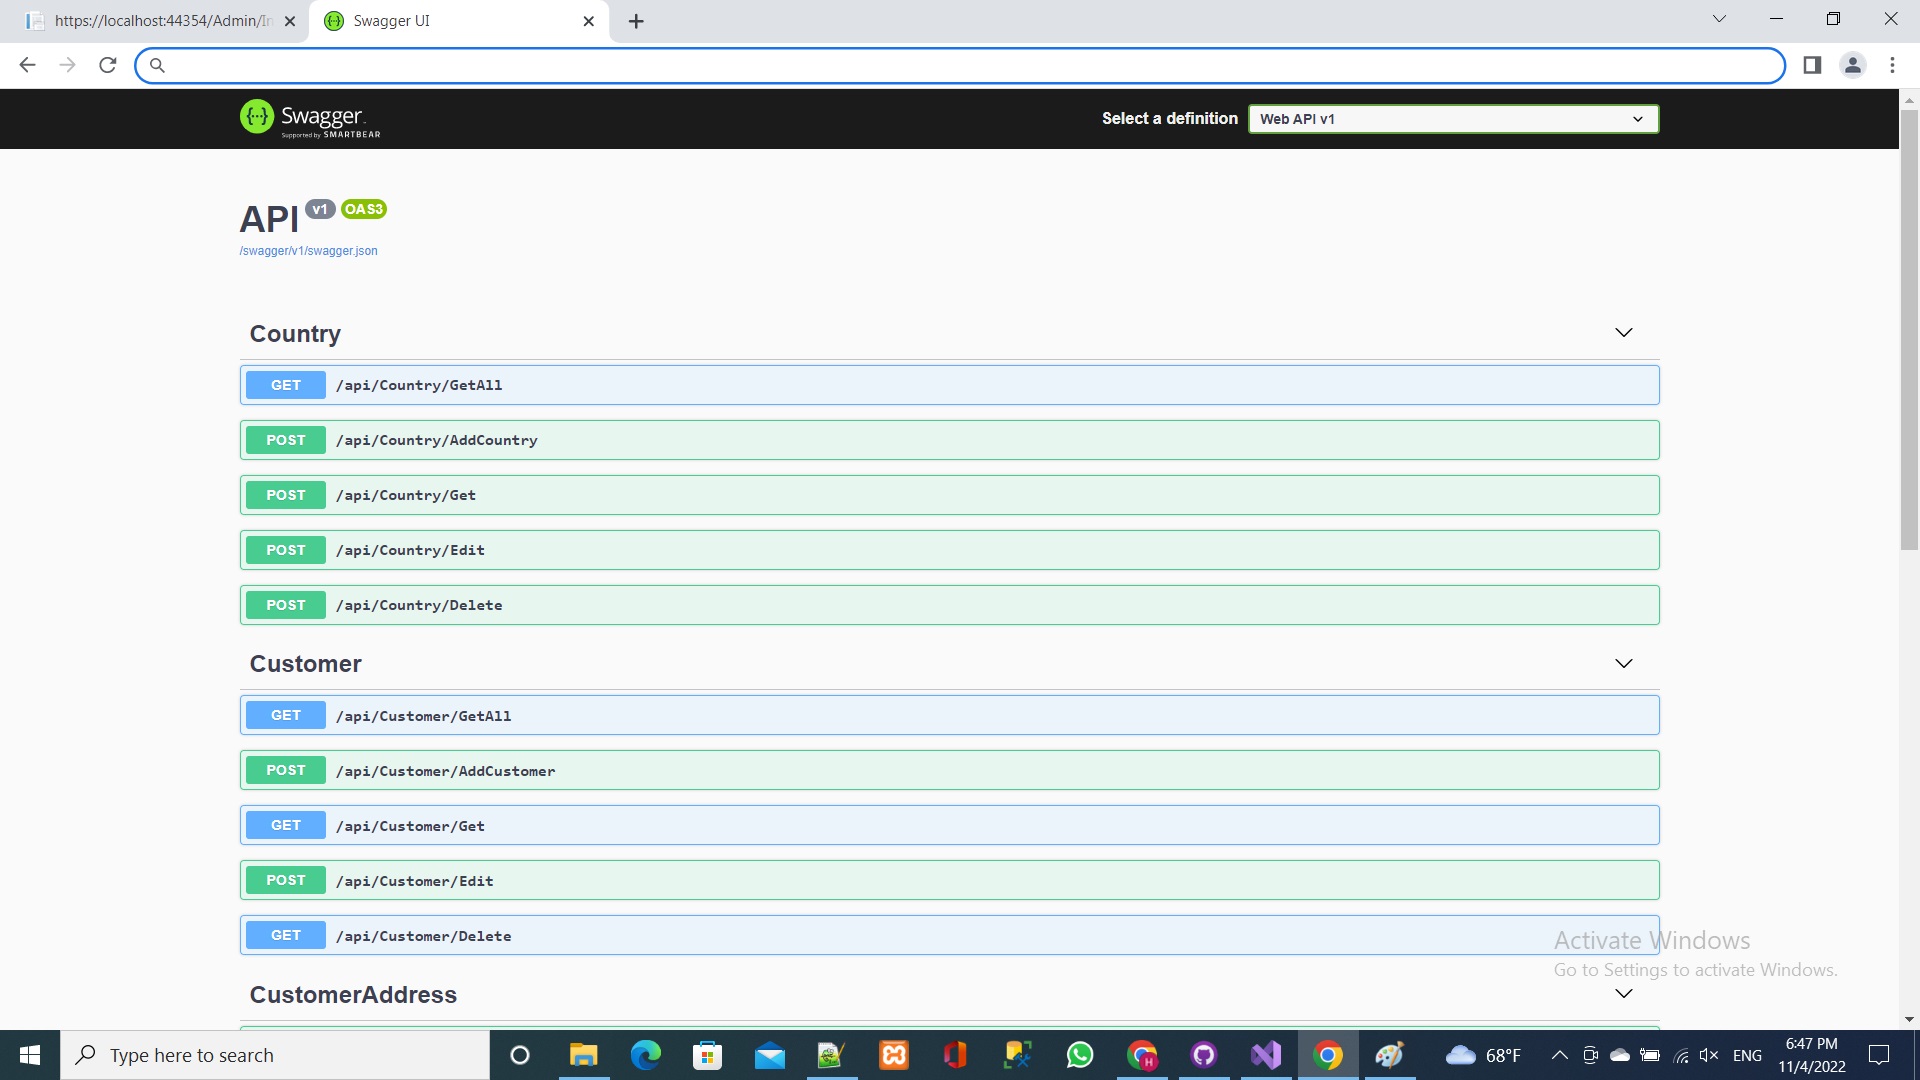 https://localhost:44354/Admin/In
Swagger UI
Swagger.
Supported by SMARTBEAR
Select a definition
Web API v1
API v1 OAS3
/swagger/v1/swagger.json
Country
GET /api/Country/GetAll
POST /api/Country/AddCountry
POST /api/Country/Get
POST /api/Country/Edit
POST /api/Country/Delete
Customer
GET /api/Customer/GetAll
POST /api/Customer/AddCustomer
GET /api/Customer/Get
POST /api/Customer/Edit
GET /api/Customer/Delete
Activate Windows
Go to Settings to activate Windows.
CustomerAddress
Type here to search
68°F
ENG
6:47 PM
11/4/2022